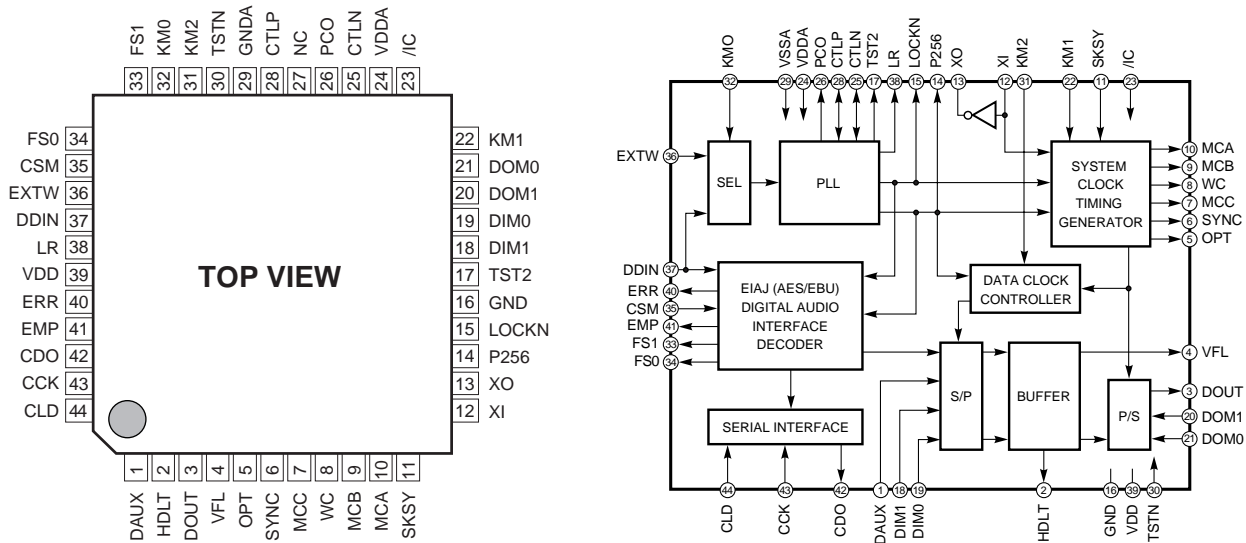 FS1 KM0 KM2 TSTN GNDA CTLP NC PCO CTLN VDDA /IC
33 32 31 30 29 28 27 26 25 24 23
FS0 34
CSM 35
EXTW 36
DDIN 37
LR 38
VDD 39
ERR 40
EMP 41
CDO 42
CCK 43
CLD 44
TOP VIEW
22 KM1
21 DOM0
20 DOM1
19 DIM0
18 DIM1
17 TST2
16 GND
15 LOCKN
14 P256
13 XO
12 XI
1 2 3 4 5 6 7 8 9 10 11
DAUX HDLT DOUT VFL OPT SYNC MCC WC MCB MCA SKSY
KMO VSSA VDDA PCO CTLP CTLN TST2 LR LOCKN P256 XO XI KM2 KM1 SKSY /IC
32 29 24 26 28 25 17 38 15 14 13 12 31 22 11 23
EXTW 36
SEL
PLL
SYSTEM
CLOCK
TIMING
GENERATOR
10 MCA
9 MCB
8 WC
7 MCC
6 SYNC
5 OPT
DDIN 37
ERR 40
CSM 35
EMP 41
FS1 33
FS0 34
EIAJ (AES/EBU)
DIGITAL AUDIO
INTERFACE
DECODER
DATA CLOCK
CONTROLLER
S/P
BUFFER
P/S
4 VFL
3 DOUT
20 DOM1
21 DOM0
SERIAL INTERFACE
44 43 42 1 18 19 2 16 39 30
CLD CCK CDO DAUX DIM1 DIM0 HDLT GND VDD TSTN